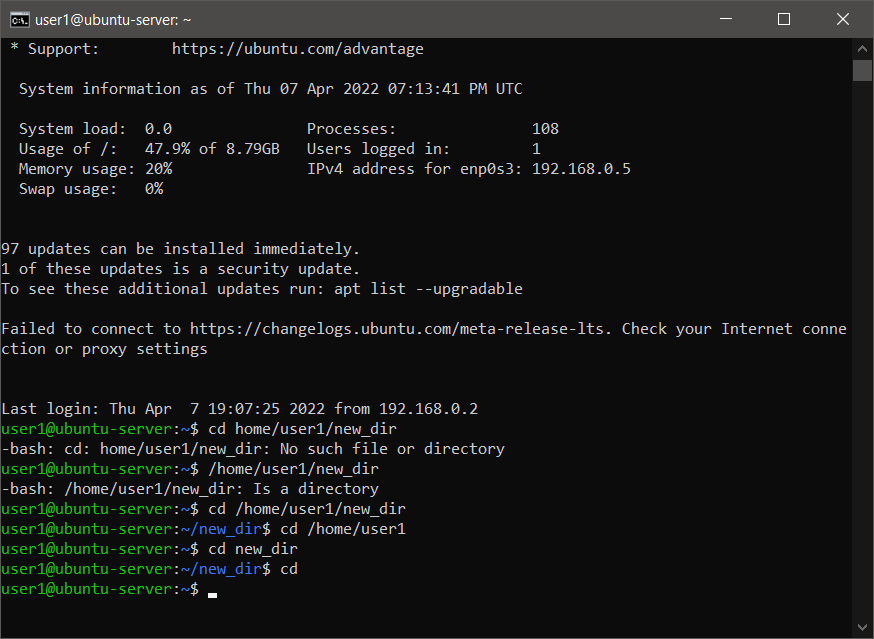 user1@ubuntu-server: ~
 * Support:        https://ubuntu.com/advantage
  System information as of Thu 07 Apr 2022 07:13:41 PM UTC
  System load:  0.0               Processes:               108
  Usage of /:   47.9% of 8.79GB   Users logged in:         1
  Memory usage: 20%               IPv4 address for enp0s3: 192.168.0.5
  Swap usage:   0%
97 updates can be installed immediately.
1 of these updates is a security update.
To see these additional updates run: apt list --upgradable
Failed to connect to https://changelogs.ubuntu.com/meta-release-lts. Check your Internet conne
ction or proxy settings
Last login: Thu Apr  7 19:07:25 2022 from 192.168.0.2
user1@ubuntu-server:~$ cd home/user1/new_dir
-bash: cd: home/user1/new_dir: No such file or directory
user1@ubuntu-server:~$ /home/user1/new_dir
-bash: /home/user1/new_dir: Is a directory
user1@ubuntu-server:~$ cd /home/user1/new_dir
user1@ubuntu-server:~/new_dir$ cd /home/user1
user1@ubuntu-server:~$ cd new_dir
user1@ubuntu-server:~/new_dir$ cd
user1@ubuntu-server:~$